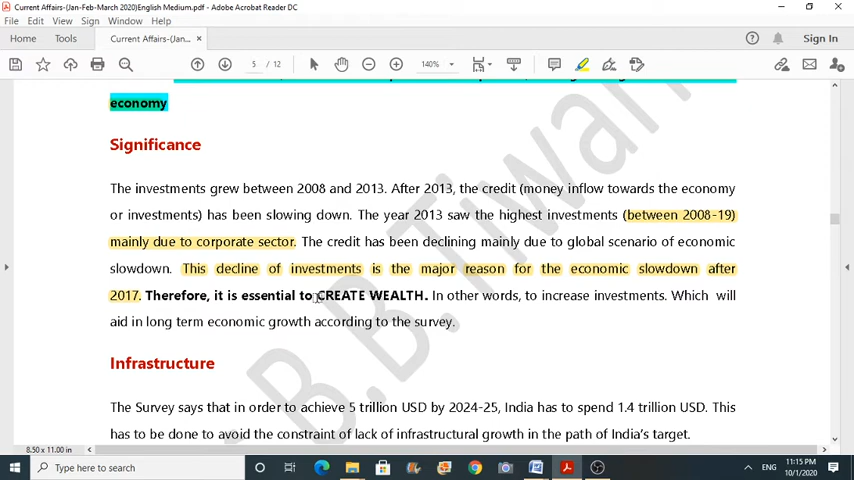 Current Affairs-(Jan-Feb-March 2020)English Medium.pdf - Adobe Acrobat Reader DC
File Edit View Sign Window Help
Home Tools Current Affairs-(Jan-... × Sign In
5 / 12 140%
economy
Significance
The investments grew between 2008 and 2013. After 2013, the credit (money inflow towards the economy
or investments) has been slowing down. The year 2013 saw the highest investments (between 2008-19)
mainly due to corporate sector. The credit has been declining mainly due to global scenario of economic
slowdown. This decline of investments is the major reason for the economic slowdown after
2017. Therefore, it is essential to CREATE WEALTH. In other words, to increase investments. Which will
aid in long term economic growth according to the survey.
Infrastructure
The Survey says that in order to achieve 5 trillion USD by 2024-25, India has to spend 1.4 trillion USD. This
has to be done to avoid the constraint of lack of infrastructural growth in the path of India's target.
B.B.Tiwari
8.50 x 11.00 in
Type here to search
ENG
11:15 PM
10/1/2020